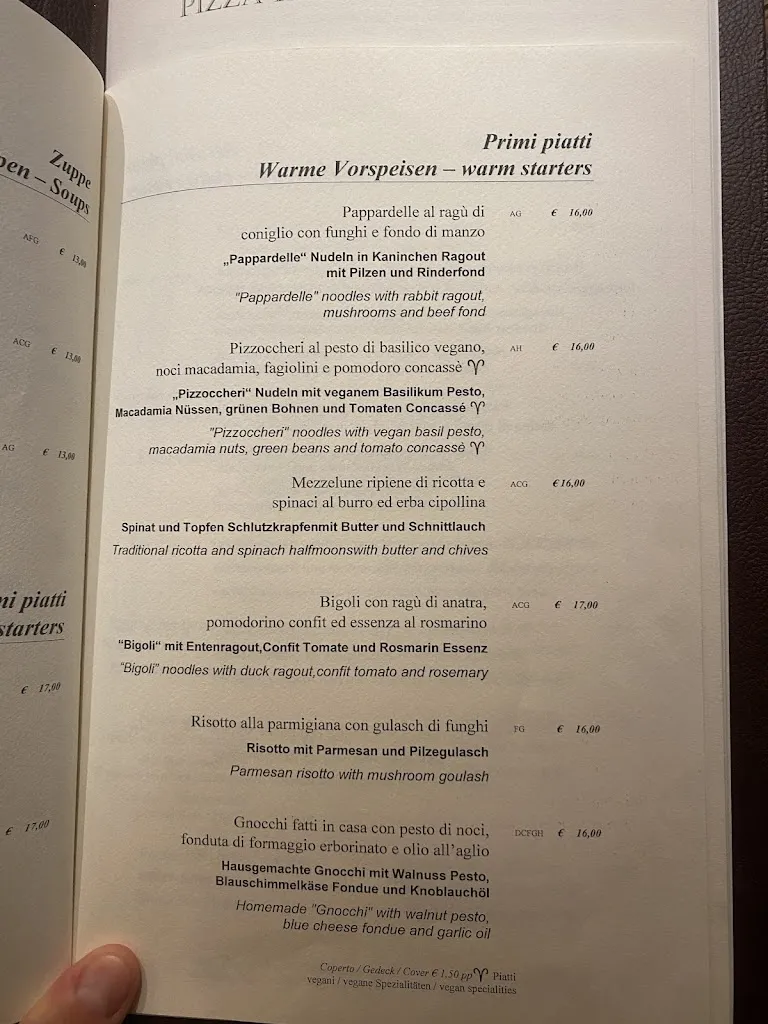 Zuppe
pen – Soups
AFG € 13,00
ACG € 13,00
AG € 13,00
ni piatti
starters
€ 17,00
€ 17,00
Primi piatti
Warme Vorspeisen – warm starters
Pappardelle al ragù di AG € 16,00
coniglio con funghi e fondo di manzo
„Pappardelle“ Nudeln in Kaninchen Ragout
mit Pilzen und Rinderfond
"Pappardelle" noodles with rabbit ragout,
mushrooms and beef fond
Pizzoccheri al pesto di basilico vegano, AH € 16,00
noci macadamia, fagiolini e pomodoro concassè ♈
„Pizzoccheri“ Nudeln mit veganem Basilikum Pesto,
Macadamia Nüssen, grünen Bohnen und Tomaten Concassé ♈
"Pizzoccheri" noodles with vegan basil pesto,
macadamia nuts, green beans and tomato concassè ♈
Mezzelune ripiene di ricotta e ACG € 16,00
spinaci al burro ed erba cipollina
Spinat und Topfen Schlutzkrapfenmit Butter und Schnittlauch
Traditional ricotta and spinach halfmoonswith butter and chives
Bigoli con ragù di anatra, ACG € 17,00
pomodorino confit ed essenza al rosmarino
"Bigoli“ mit Entenragout,Confit Tomate und Rosmarin Essenz
"Bigoli" noodles with duck ragout,confit tomato and rosemary
Risotto alla parmigiana con gulasch di funghi FG € 16,00
Risotto mit Parmesan und Pilzegulasch
Parmesan risotto with mushroom goulash
Gnocchi fatti in casa con pesto di noci, DCFGH € 16,00
fonduta di formaggio erborinato e olio all'aglio
Hausgemachte Gnocchi mit Walnuss Pesto,
Blauschimmelkäse Fondue und Knoblauchöl
Homemade "Gnocchi" with walnut pesto,
blue cheese fondue and garlic oil
Coperto / Gedeck / Cover € 1.50 pp ♈ Piatti
vegani / vegane Spezialitäten / vegan specialities